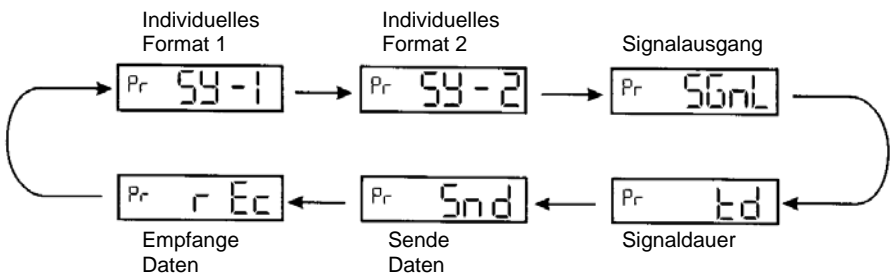 Individuelles
Format 1
Individuelles
Format 2
Signalausgang
Pr SY-1
Pr SY-2
Pr SGnL
Pr rEc
Pr Snd
Pr td
Empfange
Daten
Sende
Daten
Signaldauer